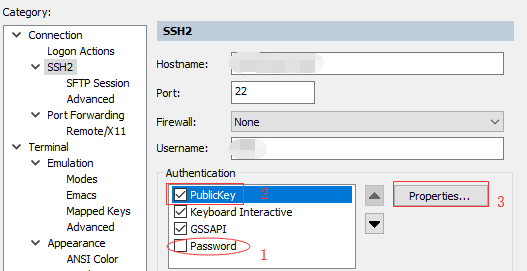 Category:
Connection
Logon Actions
SSH2
SFTP Session
Advanced
Port Forwarding
Remote/X11
Terminal
Emulation
Modes
Emacs
Mapped Keys
Advanced
Appearance
ANSI Color
SSH2
Hostname:
Port:
22
Firewall:
None
Username:
Authentication
PublicKey 2
Keyboard Interactive
GSSAPI
Password
1
Properties...
3